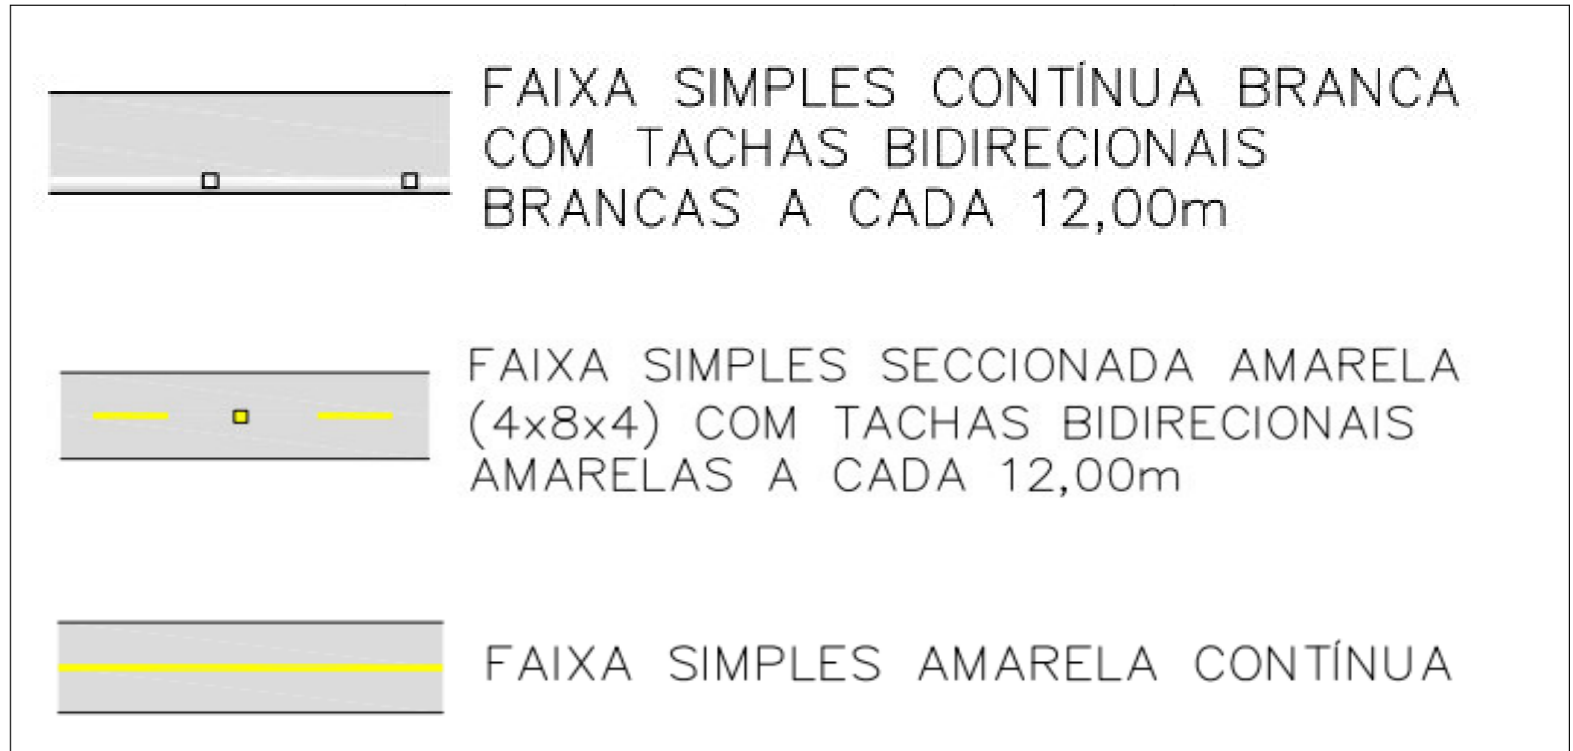 FAIXA SIMPLES CONTÍNUA BRANCA
COM TACHAS BIDIRECIONAIS
BRANCAS A CADA 12,00m
FAIXA SIMPLES SECCIONADA AMARELA
(4x8x4) COM TACHAS BIDIRECIONAIS
AMARELAS A CADA 12,00m
FAIXA SIMPLES AMARELA CONTÍNUA